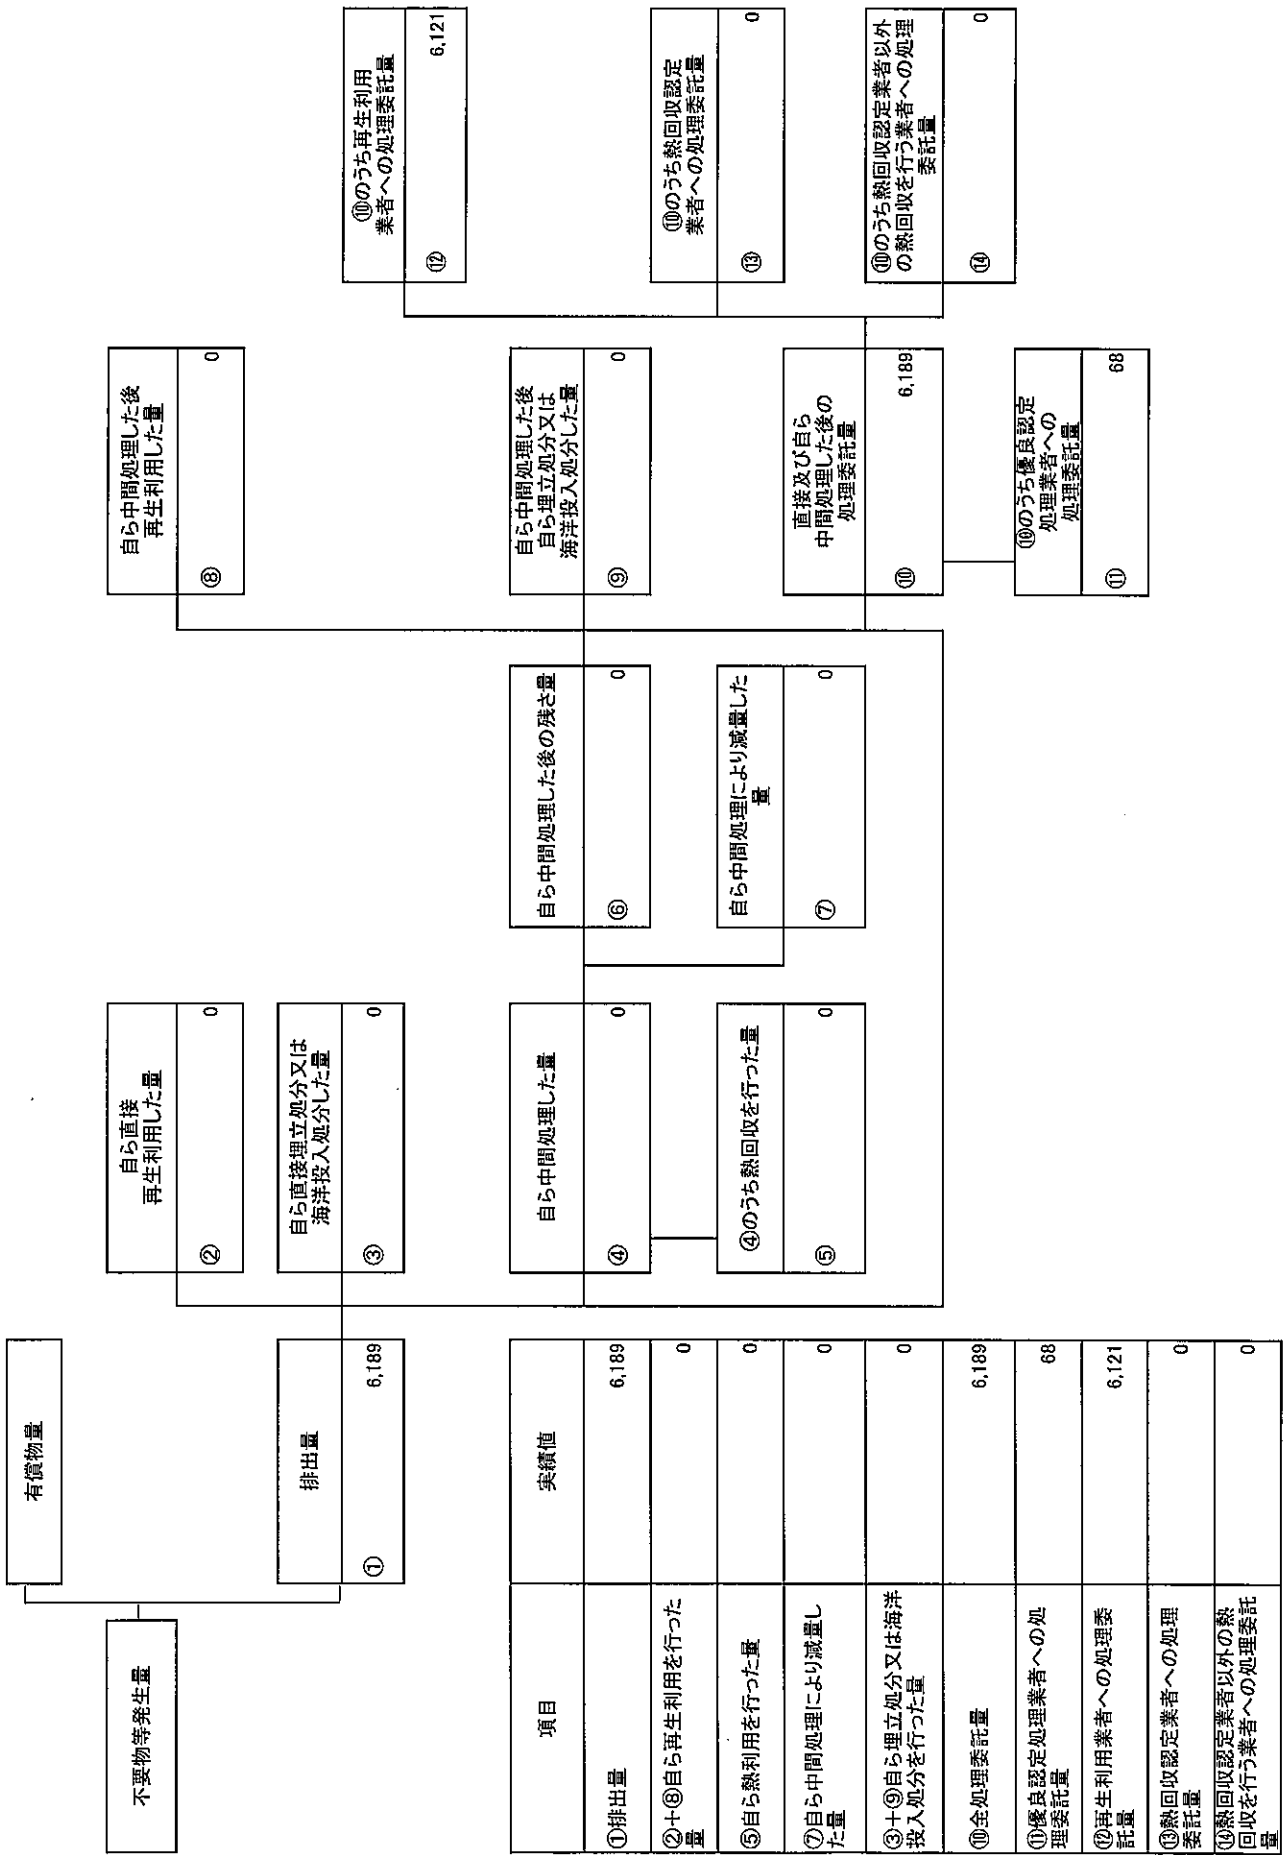 不要物等発生量
有償物量
排出量
①
6,189
自ら直接
再生利用した量
②
0
自ら直接埋立処分又は
海洋投入処分した量
③
0
自ら中間処理した量
④
0
④のうち熱回収を行った量
⑤
0
自ら中間処理した後の残さ量
⑥
0
自ら中間処理により減量した
量
⑦
0
自ら中間処理した後
再生利用した量
⑧
0
自ら中間処理した後
自ら埋立処分又は
海洋投入処分した量
⑨
0
直接及び自ら
中間処理した後の
処理委託量
⑩
6,189
⑩のうち優良認定
処理業者への
処理委託量
⑪
68
⑩のうち再生利用
業者への処理委託量
⑫
6,121
⑩のうち熱回収認定
業者への処理委託量
⑬
0
⑩のうち熱回収認定業者以外
の熱回収を行う業者への処理
委託量
⑭
0
項目
実績値
①排出量
6,189
②+⑧自ら再生利用を行った
量
0
⑤自ら熱利用を行った量
0
⑦自ら中間処理により減量し
た量
0
③+⑨自ら埋立処分又は海洋
投入処分を行った量
0
⑩全処理委託量
6,189
⑪優良認定処理業者への処
理委託量
68
⑫再生利用業者への処理委
託量
6,121
⑬熱回収認定業者への処理
委託量
0
⑭熱回収認定業者以外の熱
回収を行う業者への処理委託
量
0